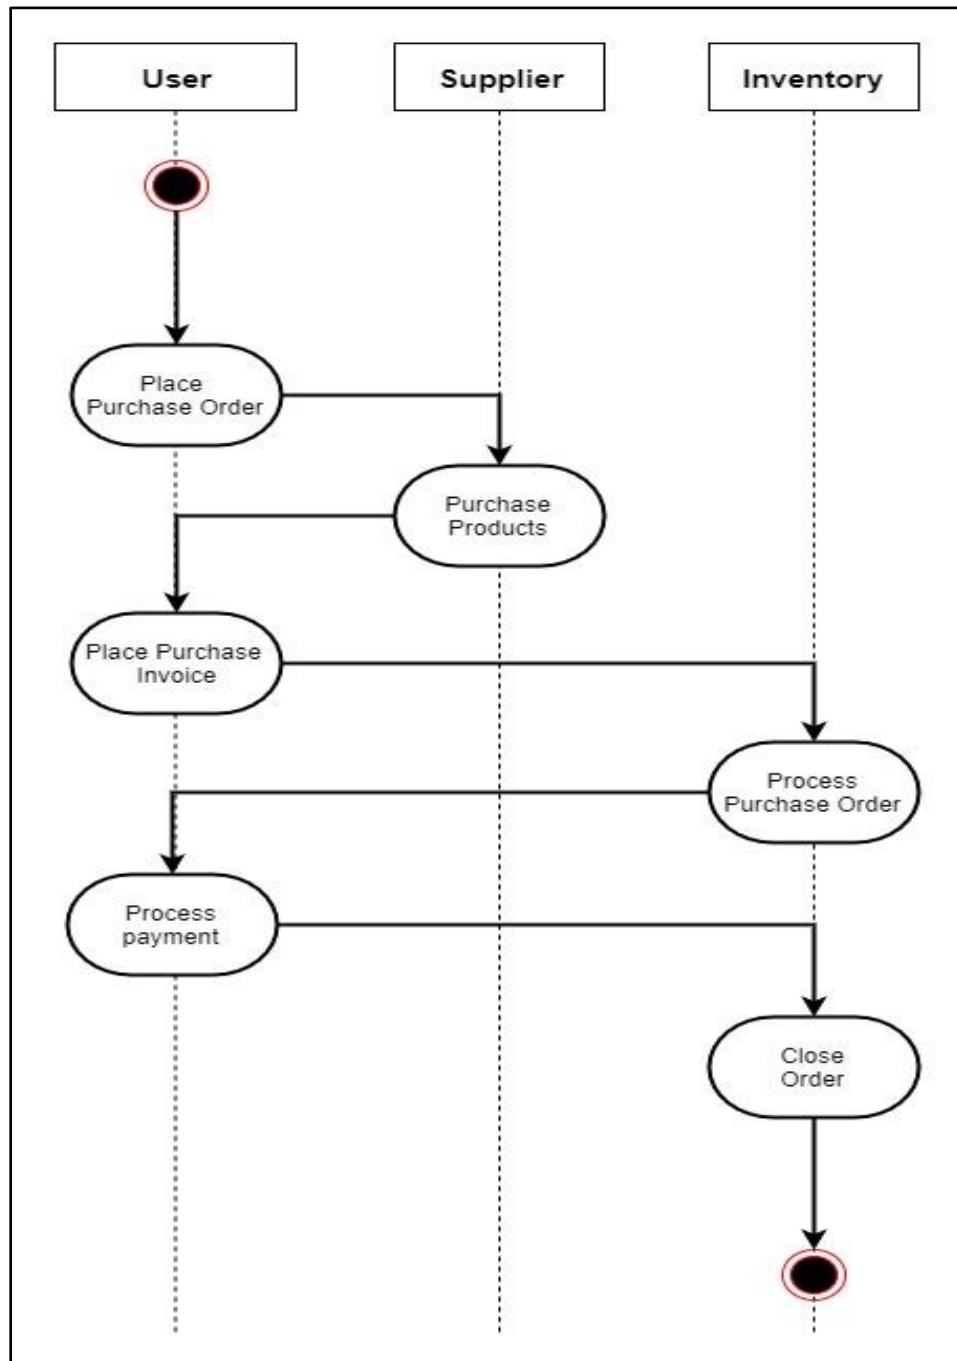 User
Supplier
Inventory
Place
Purchase Order
Purchase
Products
Place Purchase
Invoice
Process
Purchase Order
Process
payment
Close
Order